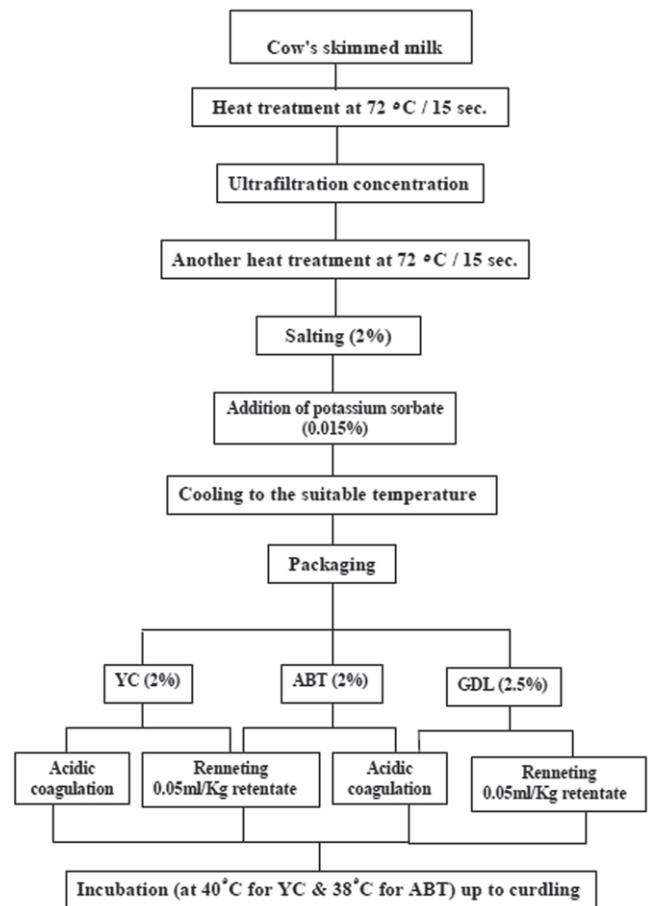 Cow's skimmed milk
Heat treatment at 72 °C / 15 sec.
Ultrafiltration concentration
Another heat treatment at 72 °C / 15 sec.
Salting (2%)
Addition of potassium sorbate
(0.015%)
Cooling to the suitable temperature
Packaging
YC (2%)
ABT (2%)
GDL (2.5%)
Acidic
coagulation
Renneting
0.05ml/Kg retentate
Acidic
coagulation
Renneting
0.05ml/Kg retentate
Incubation (at 40°C for YC & 38°C for ABT) up to curdling